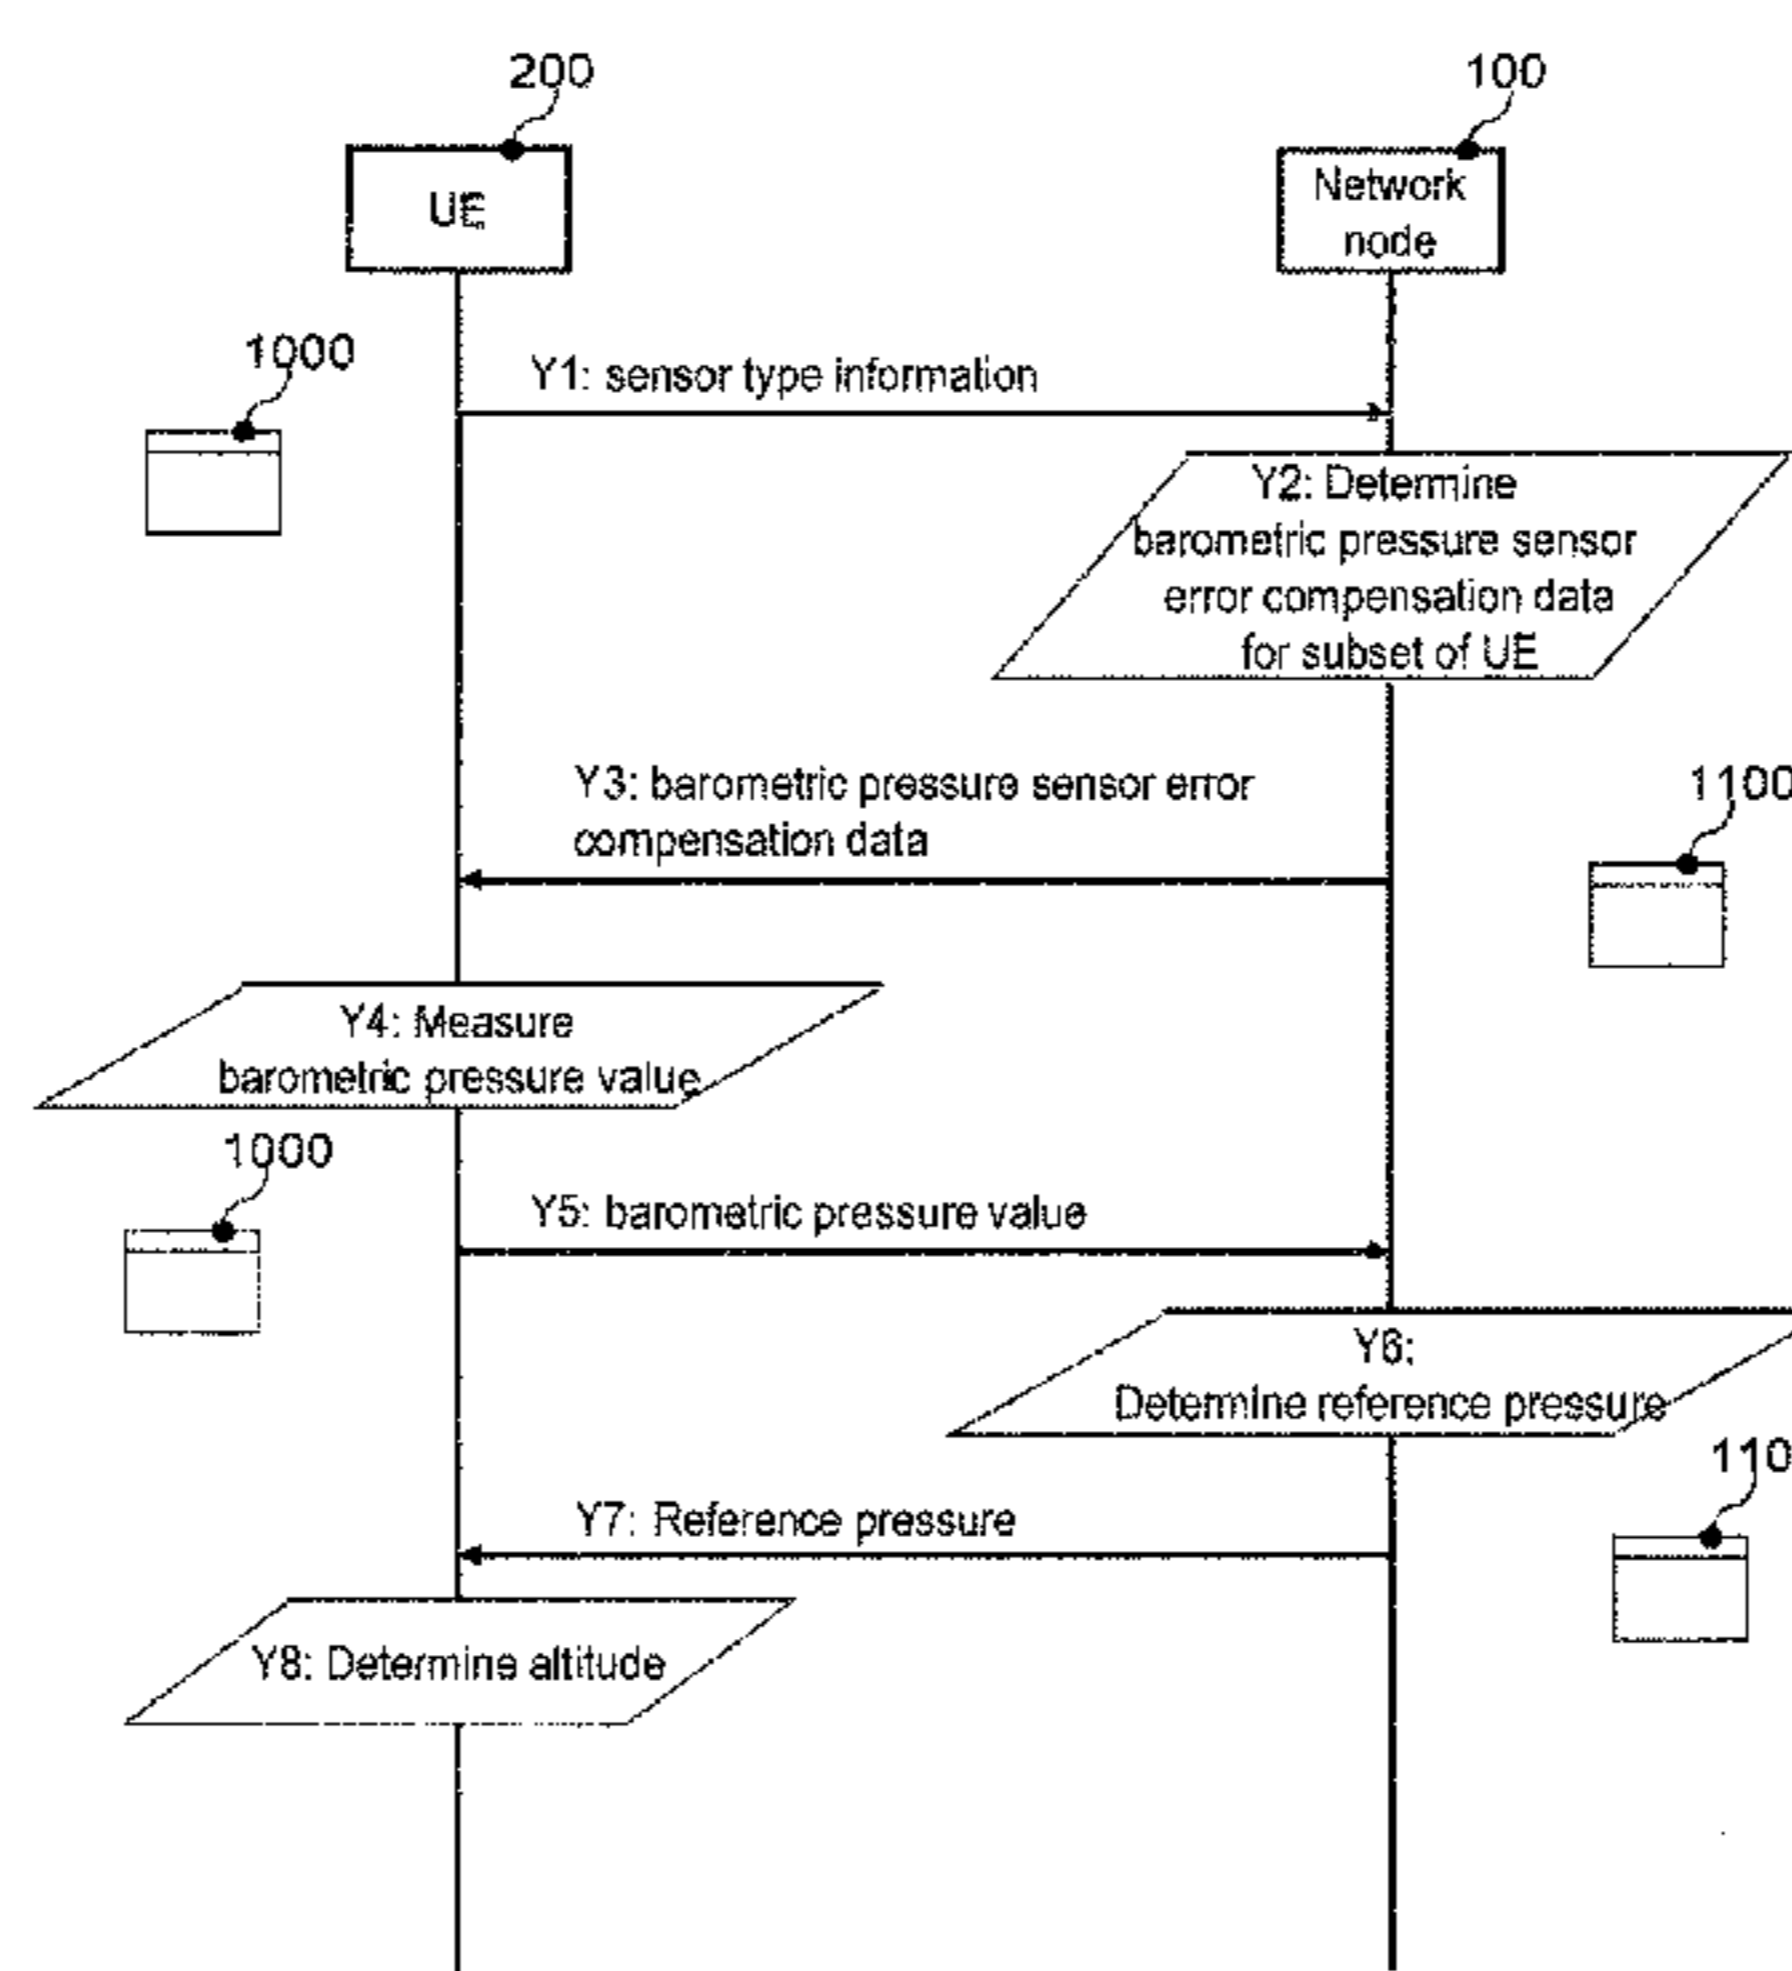 200
100
UE
Network
node
1000
Y1: sensor type information
Y2: Determine
barometric pressure sensor
error compensation data
for subset of UE
Y3: barometric pressure sensor error
compensation data
1100
Y4: Measure
barometric pressure value
1000
Y5: barometric pressure value
Y6:
Determine reference pressure
110
Y7: Reference pressure
Y8: Determine altitude